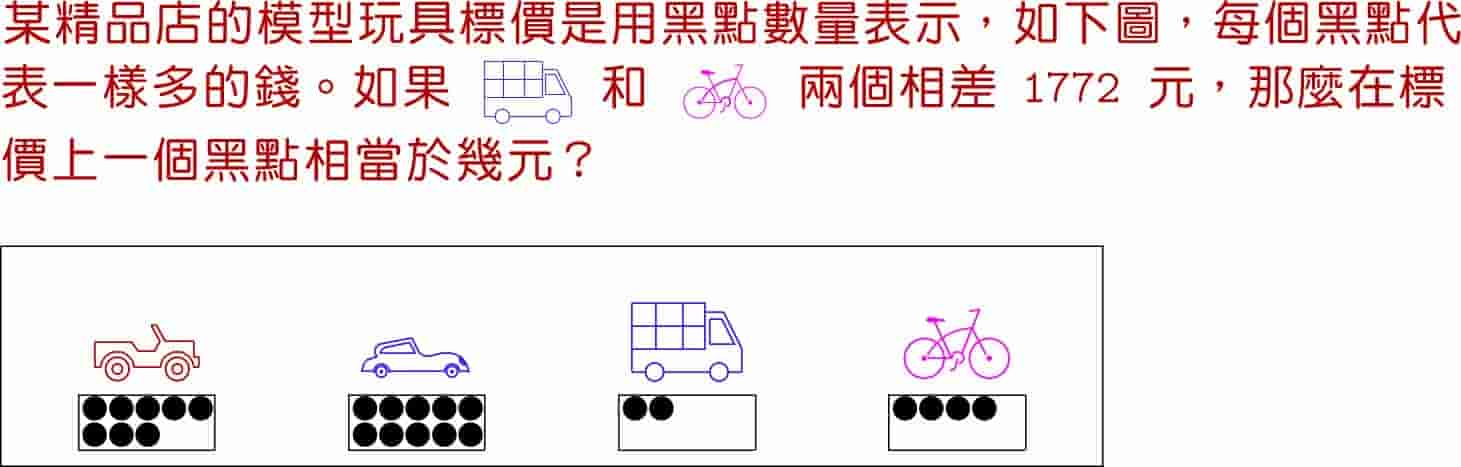 某精品店的模型玩具標價是用黑點數量表示，如下圖，每個黑點代
表一樣多的錢。如果 和 兩個相差 1772 元，那麼在標
價上一個黑點相當於幾元？